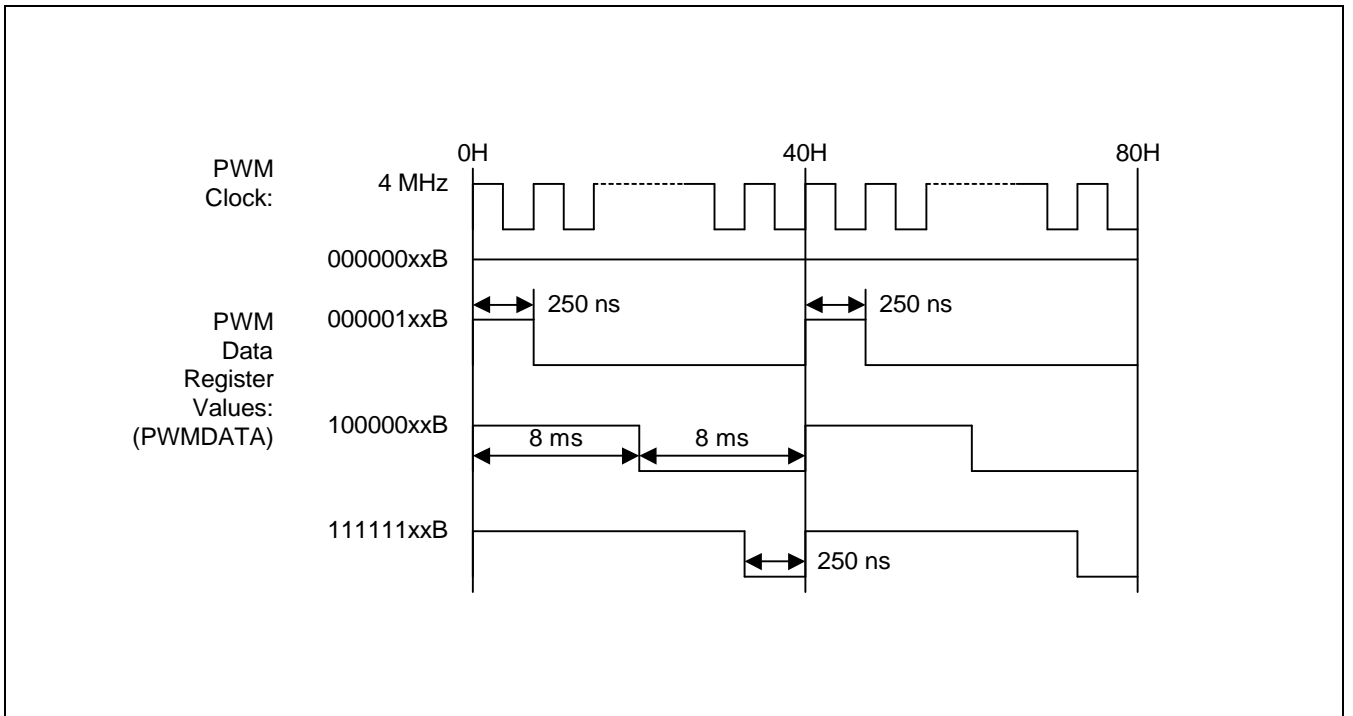 0H 40H 80H
PWM
Clock:
4 MHz
000000xxB
PWM
Data
Register
Values:
(PWMDATA)
000001xxB
250 ns 250 ns
100000xxB
8 ms 8 ms
111111xxB
250 ns